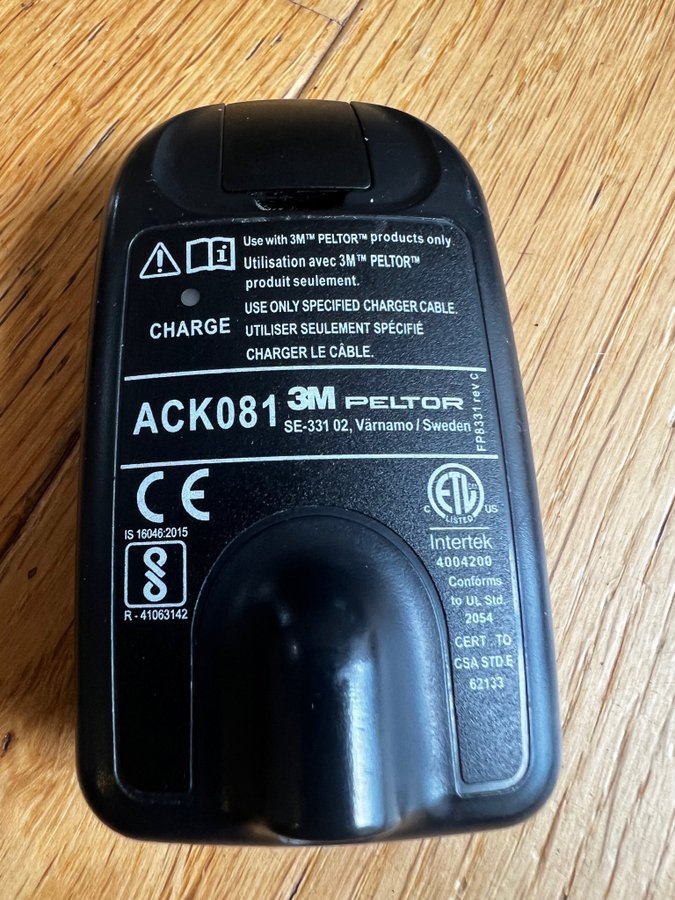 Use with 3M™ PELTOR™ products only
Utilisation avec 3M™ PELTOR™
produit seulement.
CHARGE
USE ONLY SPECIFIED CHARGER CABLE.
UTILISER SEULEMENT SPÉCIFIÉ
CHARGER LE CÂBLE.
ACK081
3M PELTOR
SE-331 02, Värnamo / Sweden
FP8331 rev C
CE
IS 16046:2015
R - 41063142
ETL
C US
LISTED
Intertek
4004200
Conforms
to UL Std.
2054
CERT TO
CSA STD.E
62133